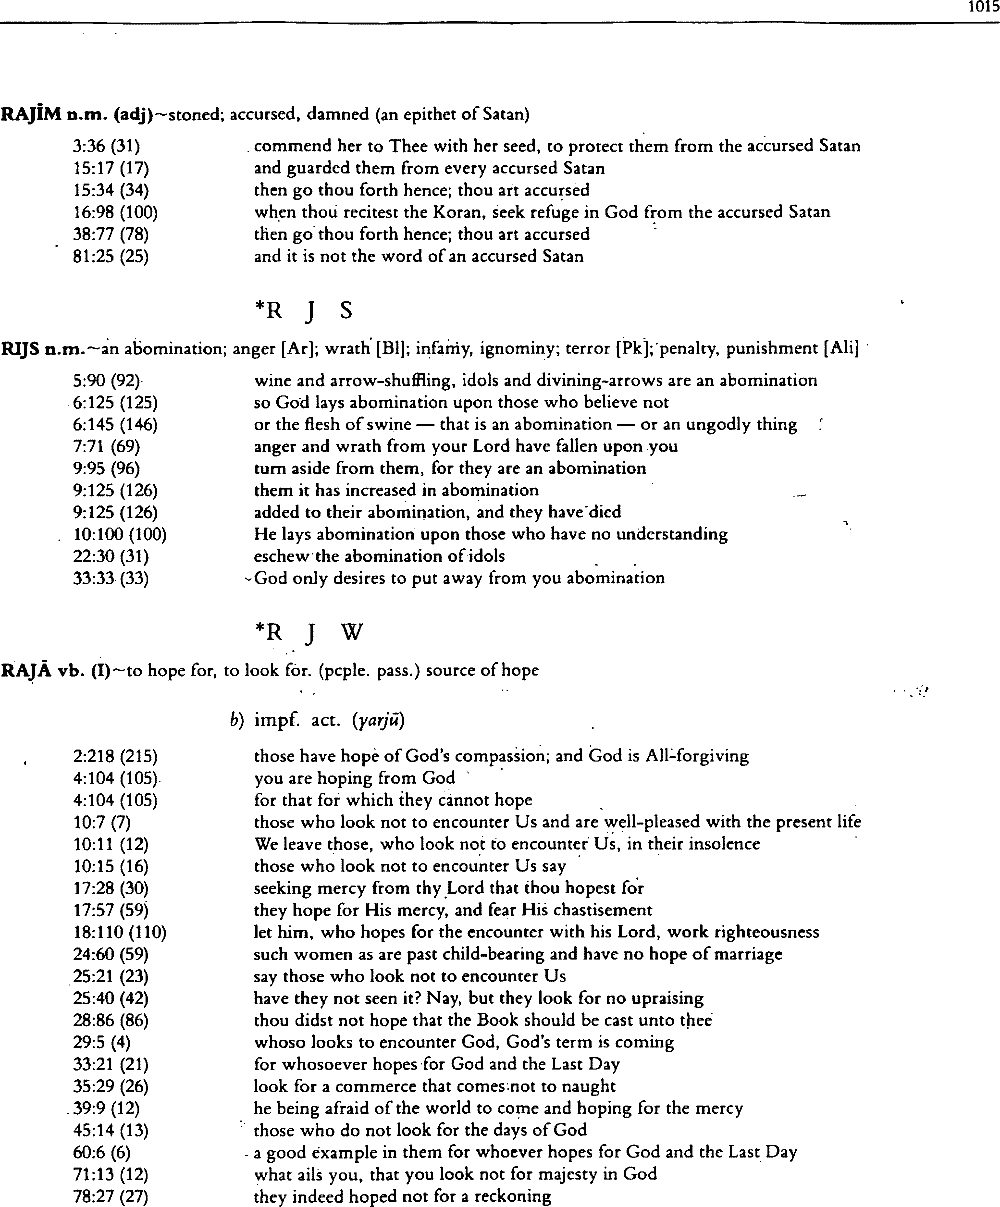 1015
RAJĪM n.m. (adj)~stoned; accursed, damned (an epithet of Satan)
3:36 (31) commend her to Thee with her seed, to protect them from the accursed Satan
15:17 (17) and guarded them from every accursed Satan
15:34 (34) then go thou forth hence; thou art accursed
16:98 (100) when thou recitest the Koran, seek refuge in God from the accursed Satan
38:77 (78) then go thou forth hence; thou art accursed
81:25 (25) and it is not the word of an accursed Satan
*R J S
RIJS n.m.~an abomination; anger [Ar]; wrath [Bl]; infamy, ignominy; terror [Pk]; penalty, punishment [Ali]
5:90 (92) wine and arrow-shuffling, idols and divining-arrows are an abomination
6:125 (125) so God lays abomination upon those who believe not
6:145 (146) or the flesh of swine — that is an abomination — or an ungodly thing
7:71 (69) anger and wrath from your Lord have fallen upon you
9:95 (96) turn aside from them, for they are an abomination
9:125 (126) them it has increased in abomination
9:125 (126) added to their abomination, and they have died
10:100 (100) He lays abomination upon those who have no understanding
22:30 (31) eschew the abomination of idols
33:33 (33) God only desires to put away from you abomination
*R J W
RAJĀ vb. (I)~to hope for, to look for. (pcple. pass.) source of hope
b) impf. act. (yarjū)
2:218 (215) those have hope of God's compassion; and God is All-forgiving
4:104 (105) you are hoping from God
4:104 (105) for that for which they cannot hope
10:7 (7) those who look not to encounter Us and are well-pleased with the present life
10:11 (12) We leave those, who look not to encounter Us, in their insolence
10:15 (16) those who look not to encounter Us say
17:28 (30) seeking mercy from thy Lord that thou hopest for
17:57 (59) they hope for His mercy, and fear His chastisement
18:110 (110) let him, who hopes for the encounter with his Lord, work righteousness
24:60 (59) such women as are past child-bearing and have no hope of marriage
25:21 (23) say those who look not to encounter Us
25:40 (42) have they not seen it? Nay, but they look for no upraising
28:86 (86) thou didst not hope that the Book should be cast unto thee
29:5 (4) whoso looks to encounter God, God's term is coming
33:21 (21) for whosoever hopes for God and the Last Day
35:29 (26) look for a commerce that comes not to naught
39:9 (12) he being afraid of the world to come and hoping for the mercy
45:14 (13) those who do not look for the days of God
60:6 (6) a good example in them for whoever hopes for God and the Last Day
71:13 (12) what ails you, that you look not for majesty in God
78:27 (27) they indeed hoped not for a reckoning